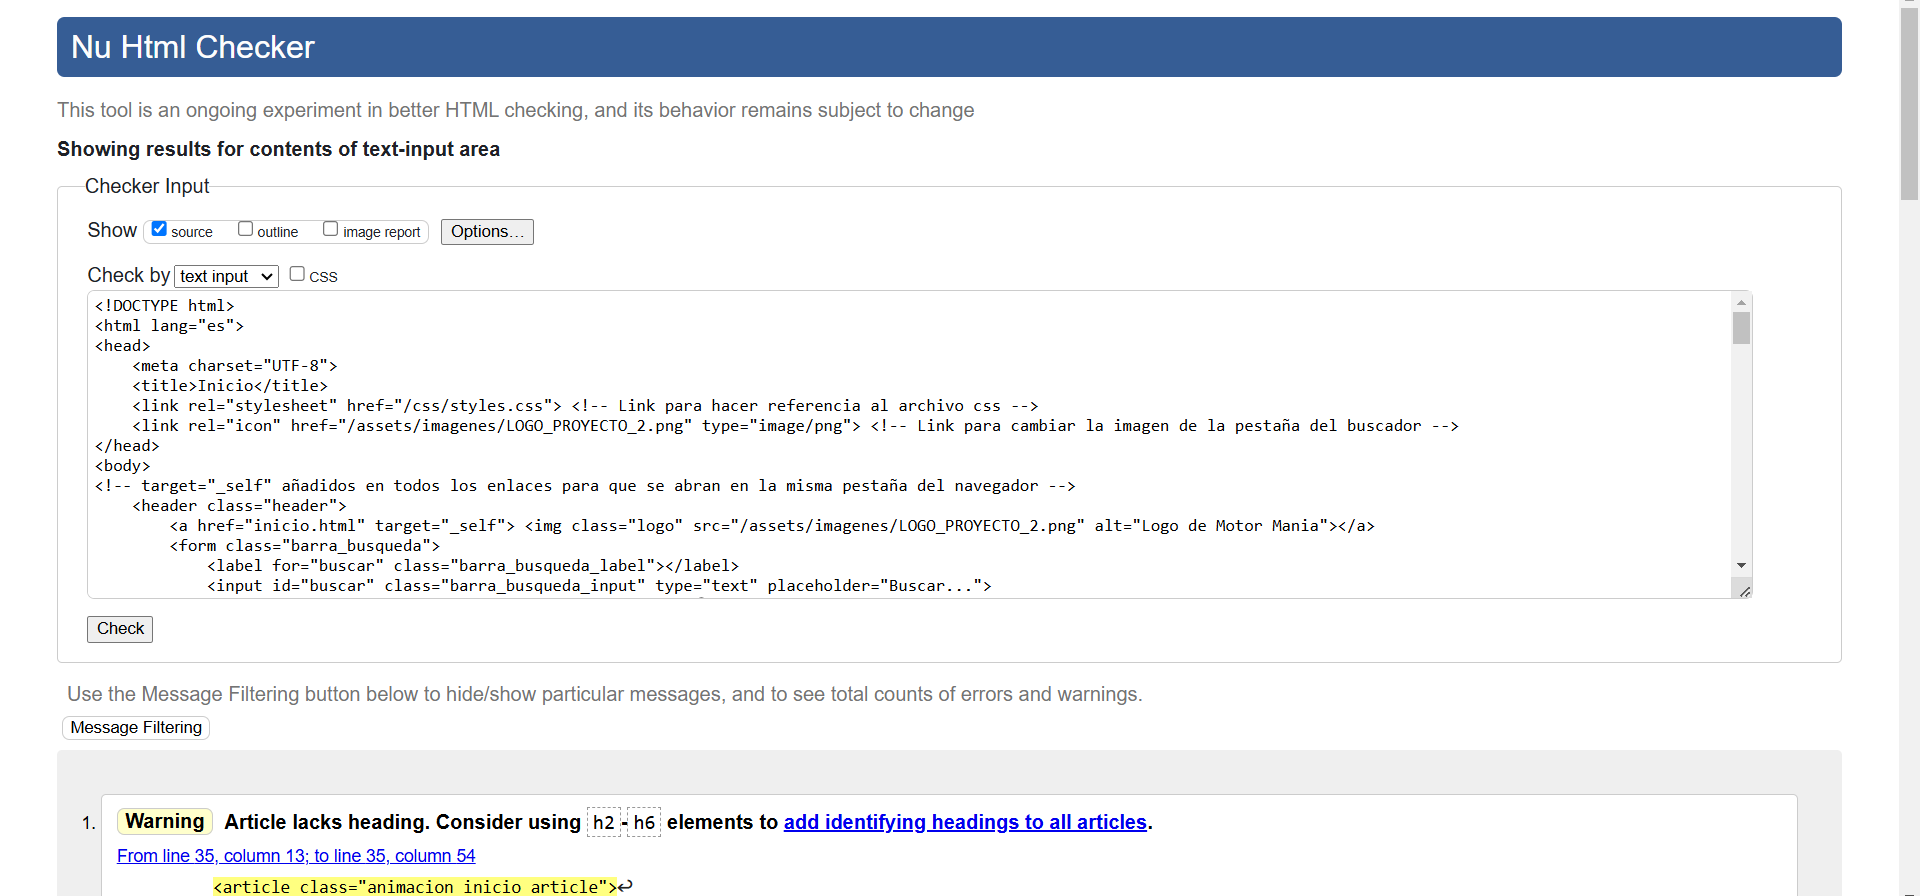 Nu Html Checker
This tool is an ongoing experiment in better HTML checking, and its behavior remains subject to change
Showing results for contents of text-input area
Checker Input
Show source outline image report Options...
Check by text input CSS
<!DOCTYPE html>
<html lang="es">
<head>
    <meta charset="UTF-8">
    <title>Inicio</title>
    <link rel="stylesheet" href="/css/styles.css"> <!-- Link para hacer referencia al archivo css -->
    <link rel="icon" href="/assets/imagenes/LOGO_PROYECTO_2.png" type="image/png"> <!-- Link para cambiar la imagen de la pestaña del buscador -->
</head>
<body>
<!-- target="_self" añadidos en todos los enlaces para que se abran en la misma pestaña del navegador -->
    <header class="header">
        <a href="inicio.html" target="_self"> <img class="logo" src="/assets/imagenes/LOGO_PROYECTO_2.png" alt="Logo de Motor Mania"></a>
        <form class="barra_busqueda">
            <label for="buscar" class="barra_busqueda_label"></label>
            <input id="buscar" class="barra_busqueda_input" type="text" placeholder="Buscar...">
Check
Use the Message Filtering button below to hide/show particular messages, and to see total counts of errors and warnings.
Message Filtering
1. Warning Article lacks heading. Consider using h2-h6 elements to add identifying headings to all articles.
From line 35, column 13; to line 35, column 54
<article class="animacion_inicio_article">↩